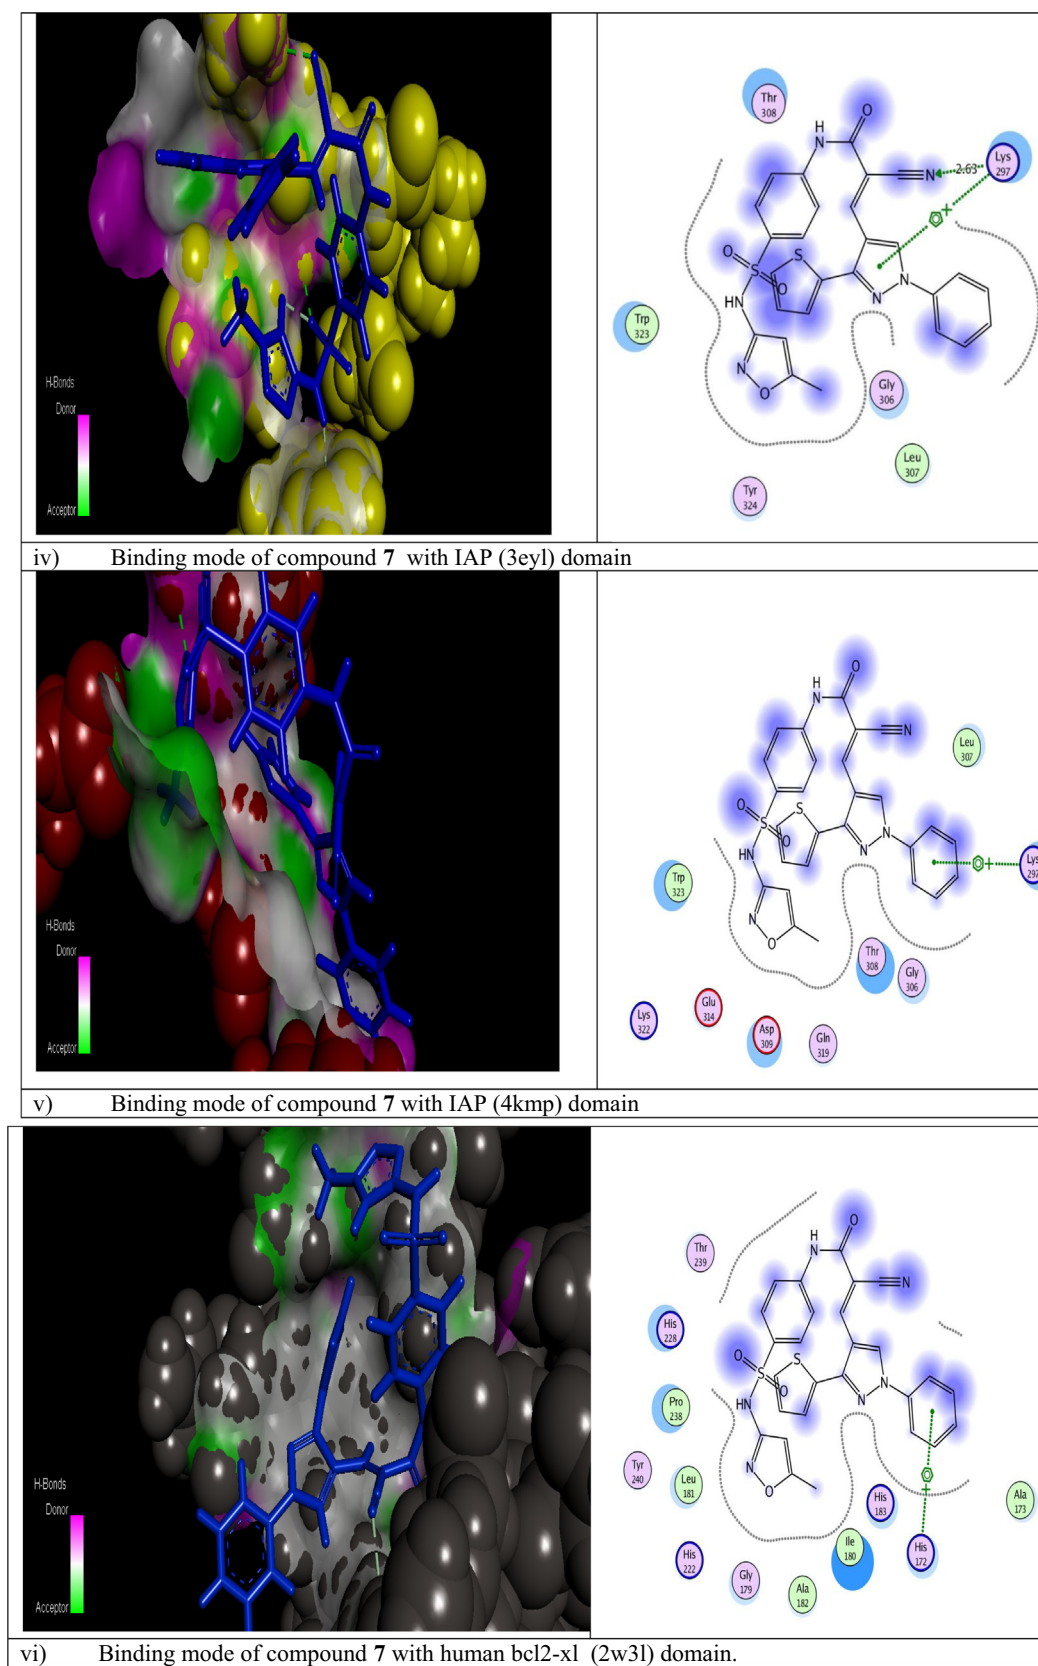 H-Bonds
Donor
Acceptor
Thr
308
H
N
O
N
2.63
Lys
297
S
O
S
O
HN
N
N
N
O
Trp
323
Gly
306
Leu
307
Tyr
324
iv) Binding mode of compound 7 with IAP (3eyl) domain
H-Bonds
Donor
Acceptor
H
N
O
N
Leu
307
O
S
S
O
HN
N
N
Lys
297
Trp
323
N
O
Thr
308
Gly
306
Lys
322
Glu
314
Asp
309
Gln
319
v) Binding mode of compound 7 with IAP (4kmp) domain
H-Bonds
Donor
Acceptor
Thr
239
H
N
O
N
His
228
O
S
S
O
HN
N
N
Pro
238
Tyr
240
Leu
181
N
O
His
183
Ala
173
His
222
Gly
179
Ala
182
Ile
180
His
172
vi) Binding mode of compound 7 with human bcl2-xl (2w3l) domain.